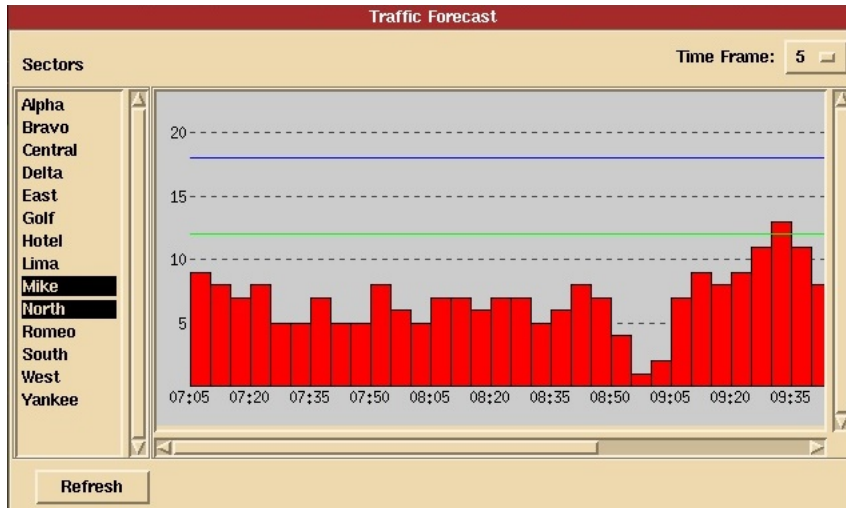 Traffic Forecast
Sectors
Time Frame: 5
Alpha
Bravo
Central
Delta
East
Golf
Hotel
Lima
Mike
North
Romeo
South
West
Yankee
20
15
10
5
07:05 07:20 07:35 07:50 08:05 08:20 08:35 08:50 09:05 09:20 09:35
Refresh